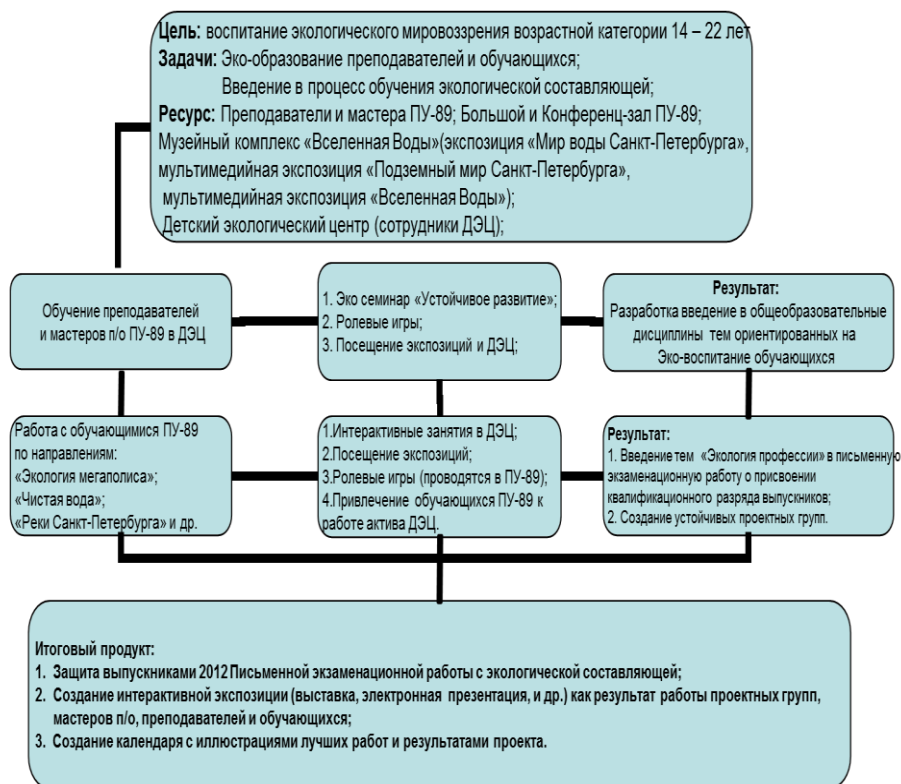 Цель: воспитание экологического мировоззрения возрастной категории 14 – 22 лет
Задачи: Эко-образование преподавателей и обучающихся;
Введение в процесс обучения экологической составляющей;
Ресурс: Преподаватели и мастера ПУ-89; Большой и Конференц-зал ПУ-89;
Музейный комплекс «Вселенная Воды»(экспозиция «Мир воды Санкт-Петербурга»,
мультимедийная экспозиция «Подземный мир Санкт-Петербурга»,
мультимедийная экспозиция «Вселенная Воды»);
Детский экологический центр (сотрудники ДЭЦ);
Обучение преподавателей
и мастеров п/о ПУ-89 в ДЭЦ
1. Эко семинар «Устойчивое развитие»;
2. Ролевые игры;
3. Посещение экспозиций и ДЭЦ;
Результат:
Разработка введение в общеобразовательные
дисциплины тем ориентированных на
Эко-воспитание обучающихся
Работа с обучающимися ПУ-89
по направлениям:
«Экология мегаполиса»;
«Чистая вода»;
«Реки Санкт-Петербурга» и др.
1.Интерактивные занятия в ДЭЦ;
2.Посещение экспозиций;
3.Ролевые игры (проводятся в ПУ-89);
4.Привлечение обучающихся ПУ-89 к
работе актива ДЭЦ.
Результат:
1. Введение тем «Экология профессии» в письменную
экзаменационную работу о присвоении
квалификационного разряда выпускников;
2. Создание устойчивых проектных групп.
Итоговый продукт:
1. Защита выпускниками 2012 Письменной экзаменационной работы с экологической составляющей;
2. Создание интерактивной экспозиции (выставка, электронная презентация, и др.) как результат работы проектных групп,
мастеров п/о, преподавателей и обучающихся;
3. Создание календаря с иллюстрациями лучших работ и результатами проекта.